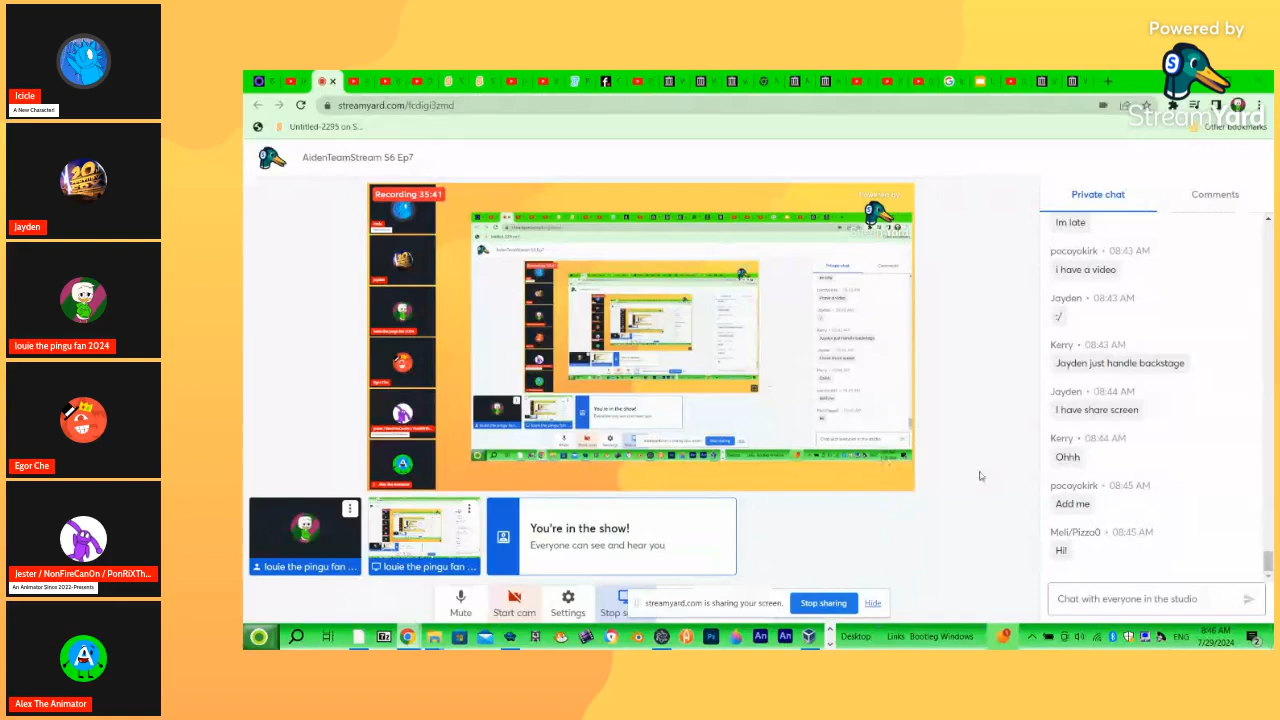 Icicle
A New Character!
Jayden
louie the pingu fan 2024
Egor Che
Jester / NonFireCanOn / PonRiXTh...
An Animator Since 2022-Presents
Alex The Animator
Powered by
StreamYard
streamyard.com/fcdigi3zmd
Untitled-2295 on S...
Other bookmarks
AidenTeamStream S6 Ep7
Recording 35:41
You're in the show!
Everyone can see and hear you
louie the pingu fan ...
louie the pingu fan ...
Private chat
Comments
Im late
pocoyokirk • 08:43 AM
i have a video
Jayden • 08:43 AM
:/
Kerry • 08:43 AM
Jayden just handle backstage
Jayden • 08:44 AM
I have share screen
Kerry • 08:44 AM
Ohhh
pocoyokirk • 08:45 AM
Add me
Meli/Pizza0 • 08:45 AM
Hi!
Chat with everyone in the studio
Mute
Start cam
Settings
Stop s
streamyard.com is sharing your screen.
Stop sharing
Hide
Desktop
Links
Bootleg Windows
ENG
8:46 AM
7/29/2024